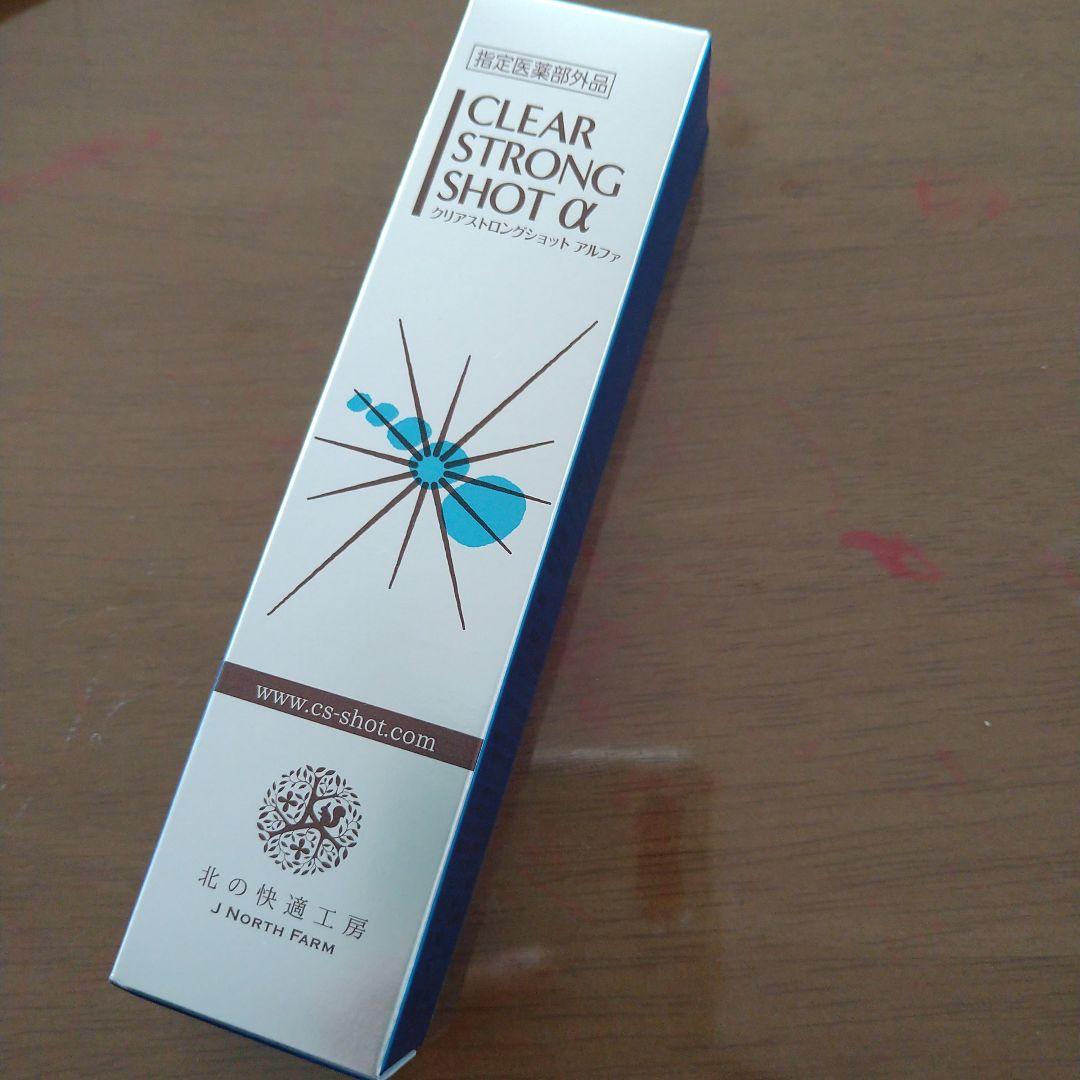 指定医薬部外品
CLEAR
STRONG
SHOT α
クリアストロングショット アルファ
www.cs-shot.com
北の快適工房
J NORTH FARM